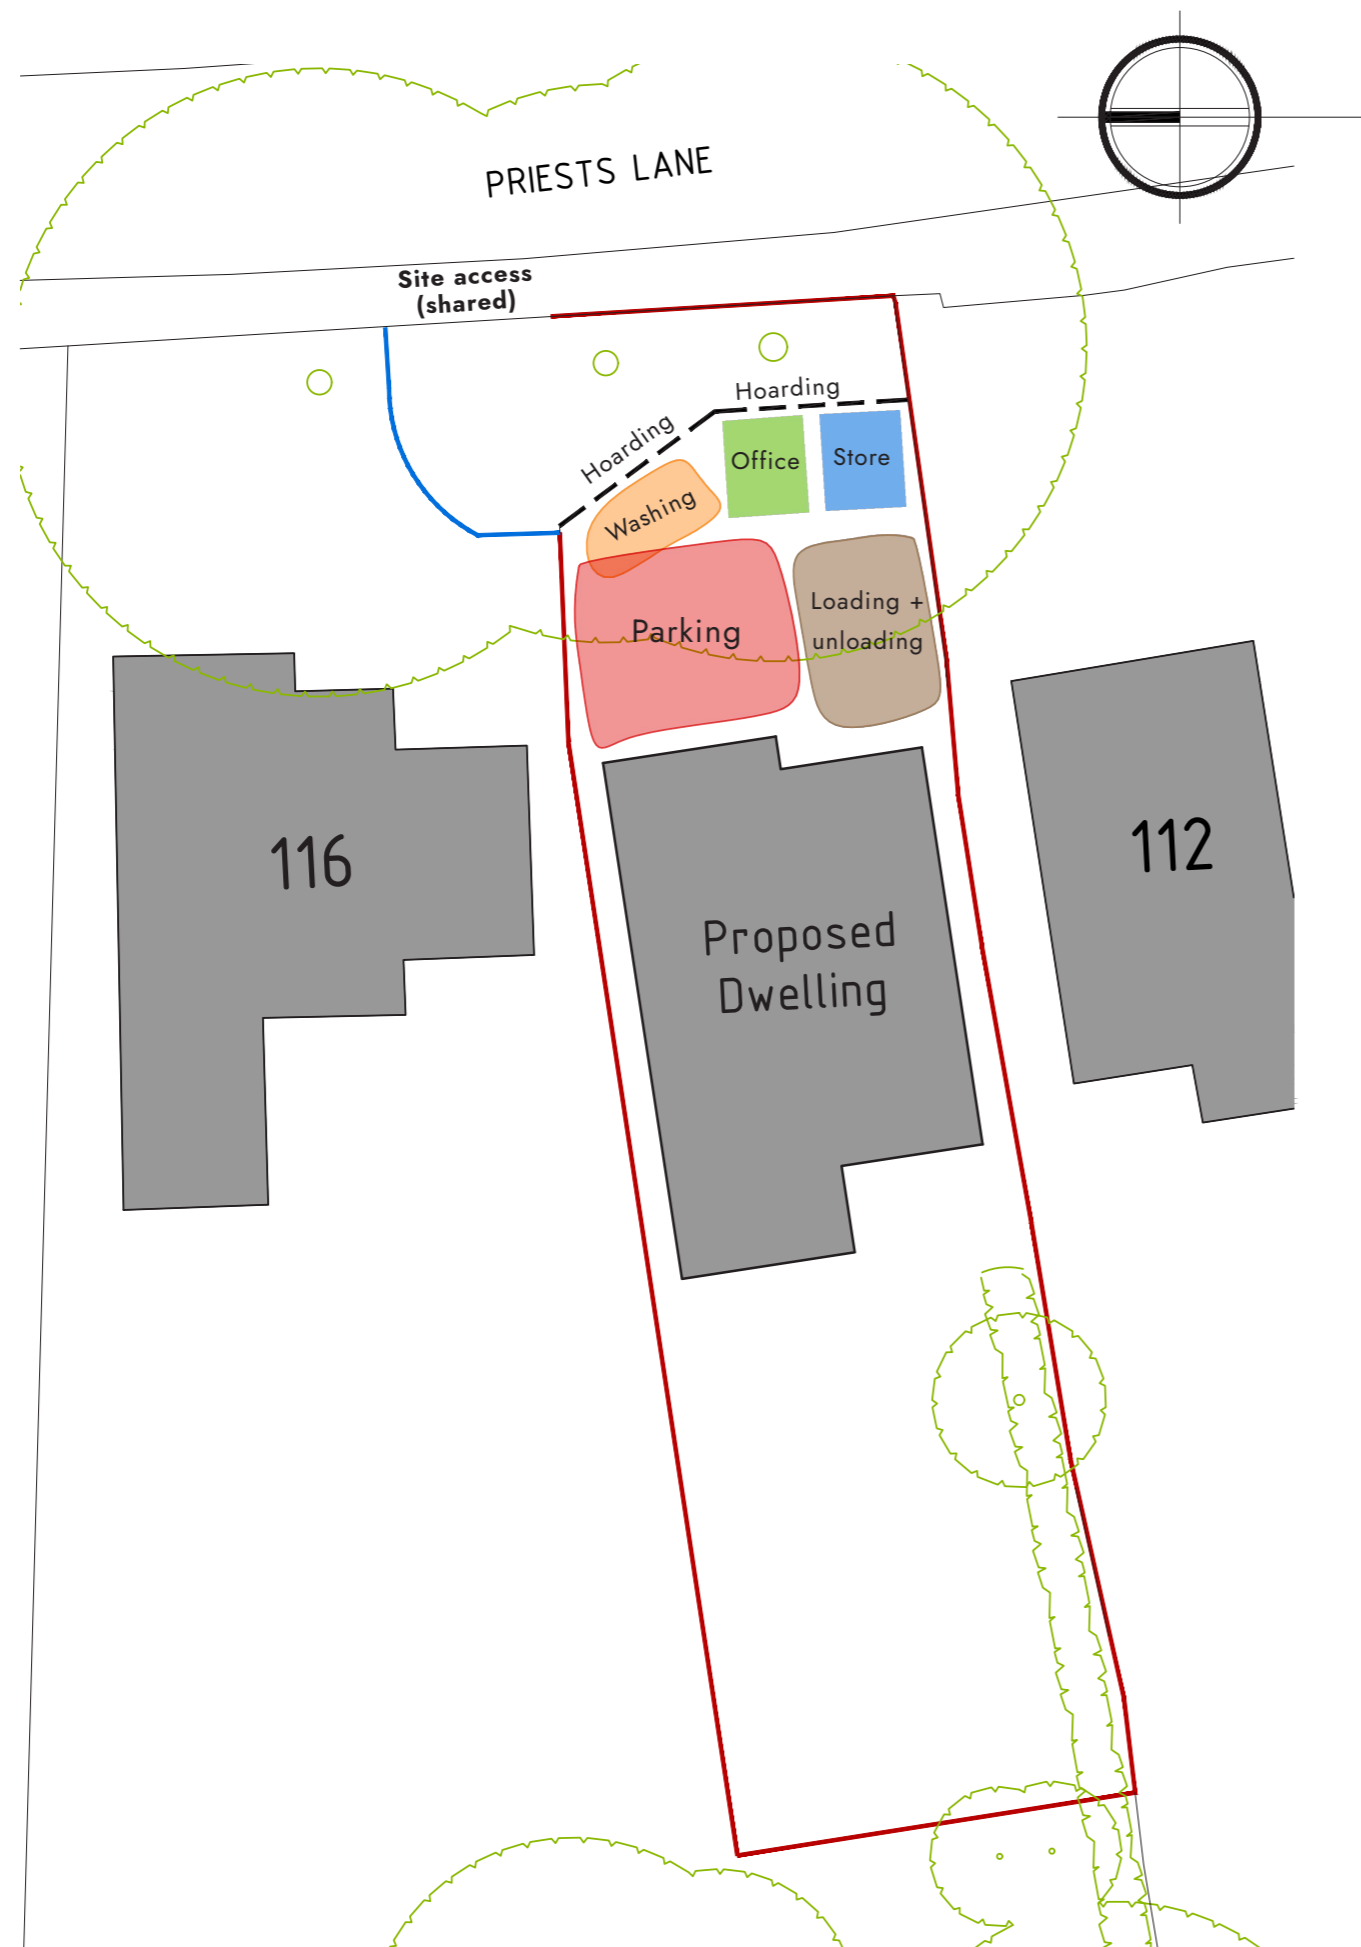 PRIESTS LANE
Site access
(shared)
Hoarding
Hoarding
Office
Store
Washing
Loading +
unloading
Parking
116
112
Proposed
Dwelling